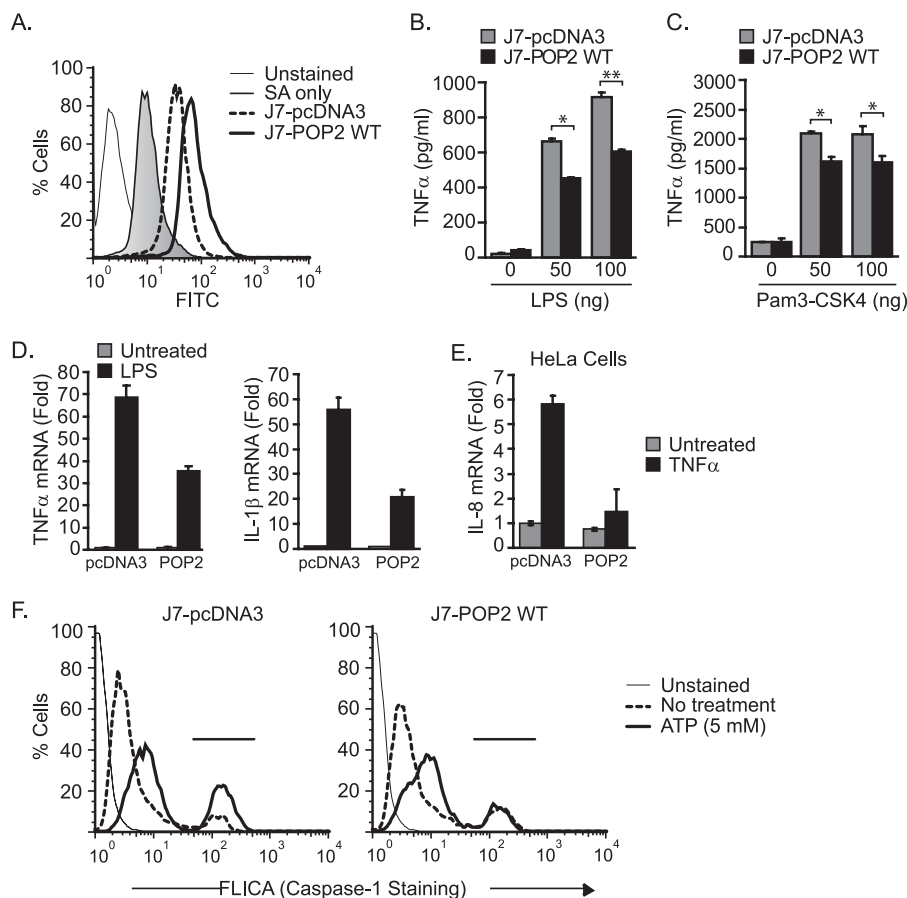 A.
Unstained
SA only
J7-pcDNA3
J7-POP2 WT
100
80
60
40
20
% Cells
10^0 10^1 10^2 10^3 10^4
FITC
B.
J7-pcDNA3
J7-POP2 WT
1000
800
600
400
200
0
TNFα (pg/ml)
*
**
0 50 100
LPS (ng)
C.
J7-pcDNA3
J7-POP2 WT
3000
2500
2000
1500
1000
500
0
TNFα (pg/ml)
*
*
0 50 100
Pam3-CSK4 (ng)
D.
Untreated
LPS
80
70
60
50
40
30
20
10
0
TNFα mRNA (Fold)
pcDNA3 POP2
70
60
50
40
30
20
10
0
IL-1β mRNA (Fold)
pcDNA3 POP2
E.
HeLa Cells
7
6
5
4
3
2
1
0
IL-8 mRNA (Fold)
pcDNA3 POP2
Untreated
TNFα
F.
J7-pcDNA3
100
80
60
40
20
% Cells
10^0 10^1 10^2 10^3 10^4
J7-POP2 WT
100
80
60
40
20
10^0 10^1 10^2 10^3 10^4
Unstained
No treatment
ATP (5 mM)
FLICA (Caspase-1 Staining)